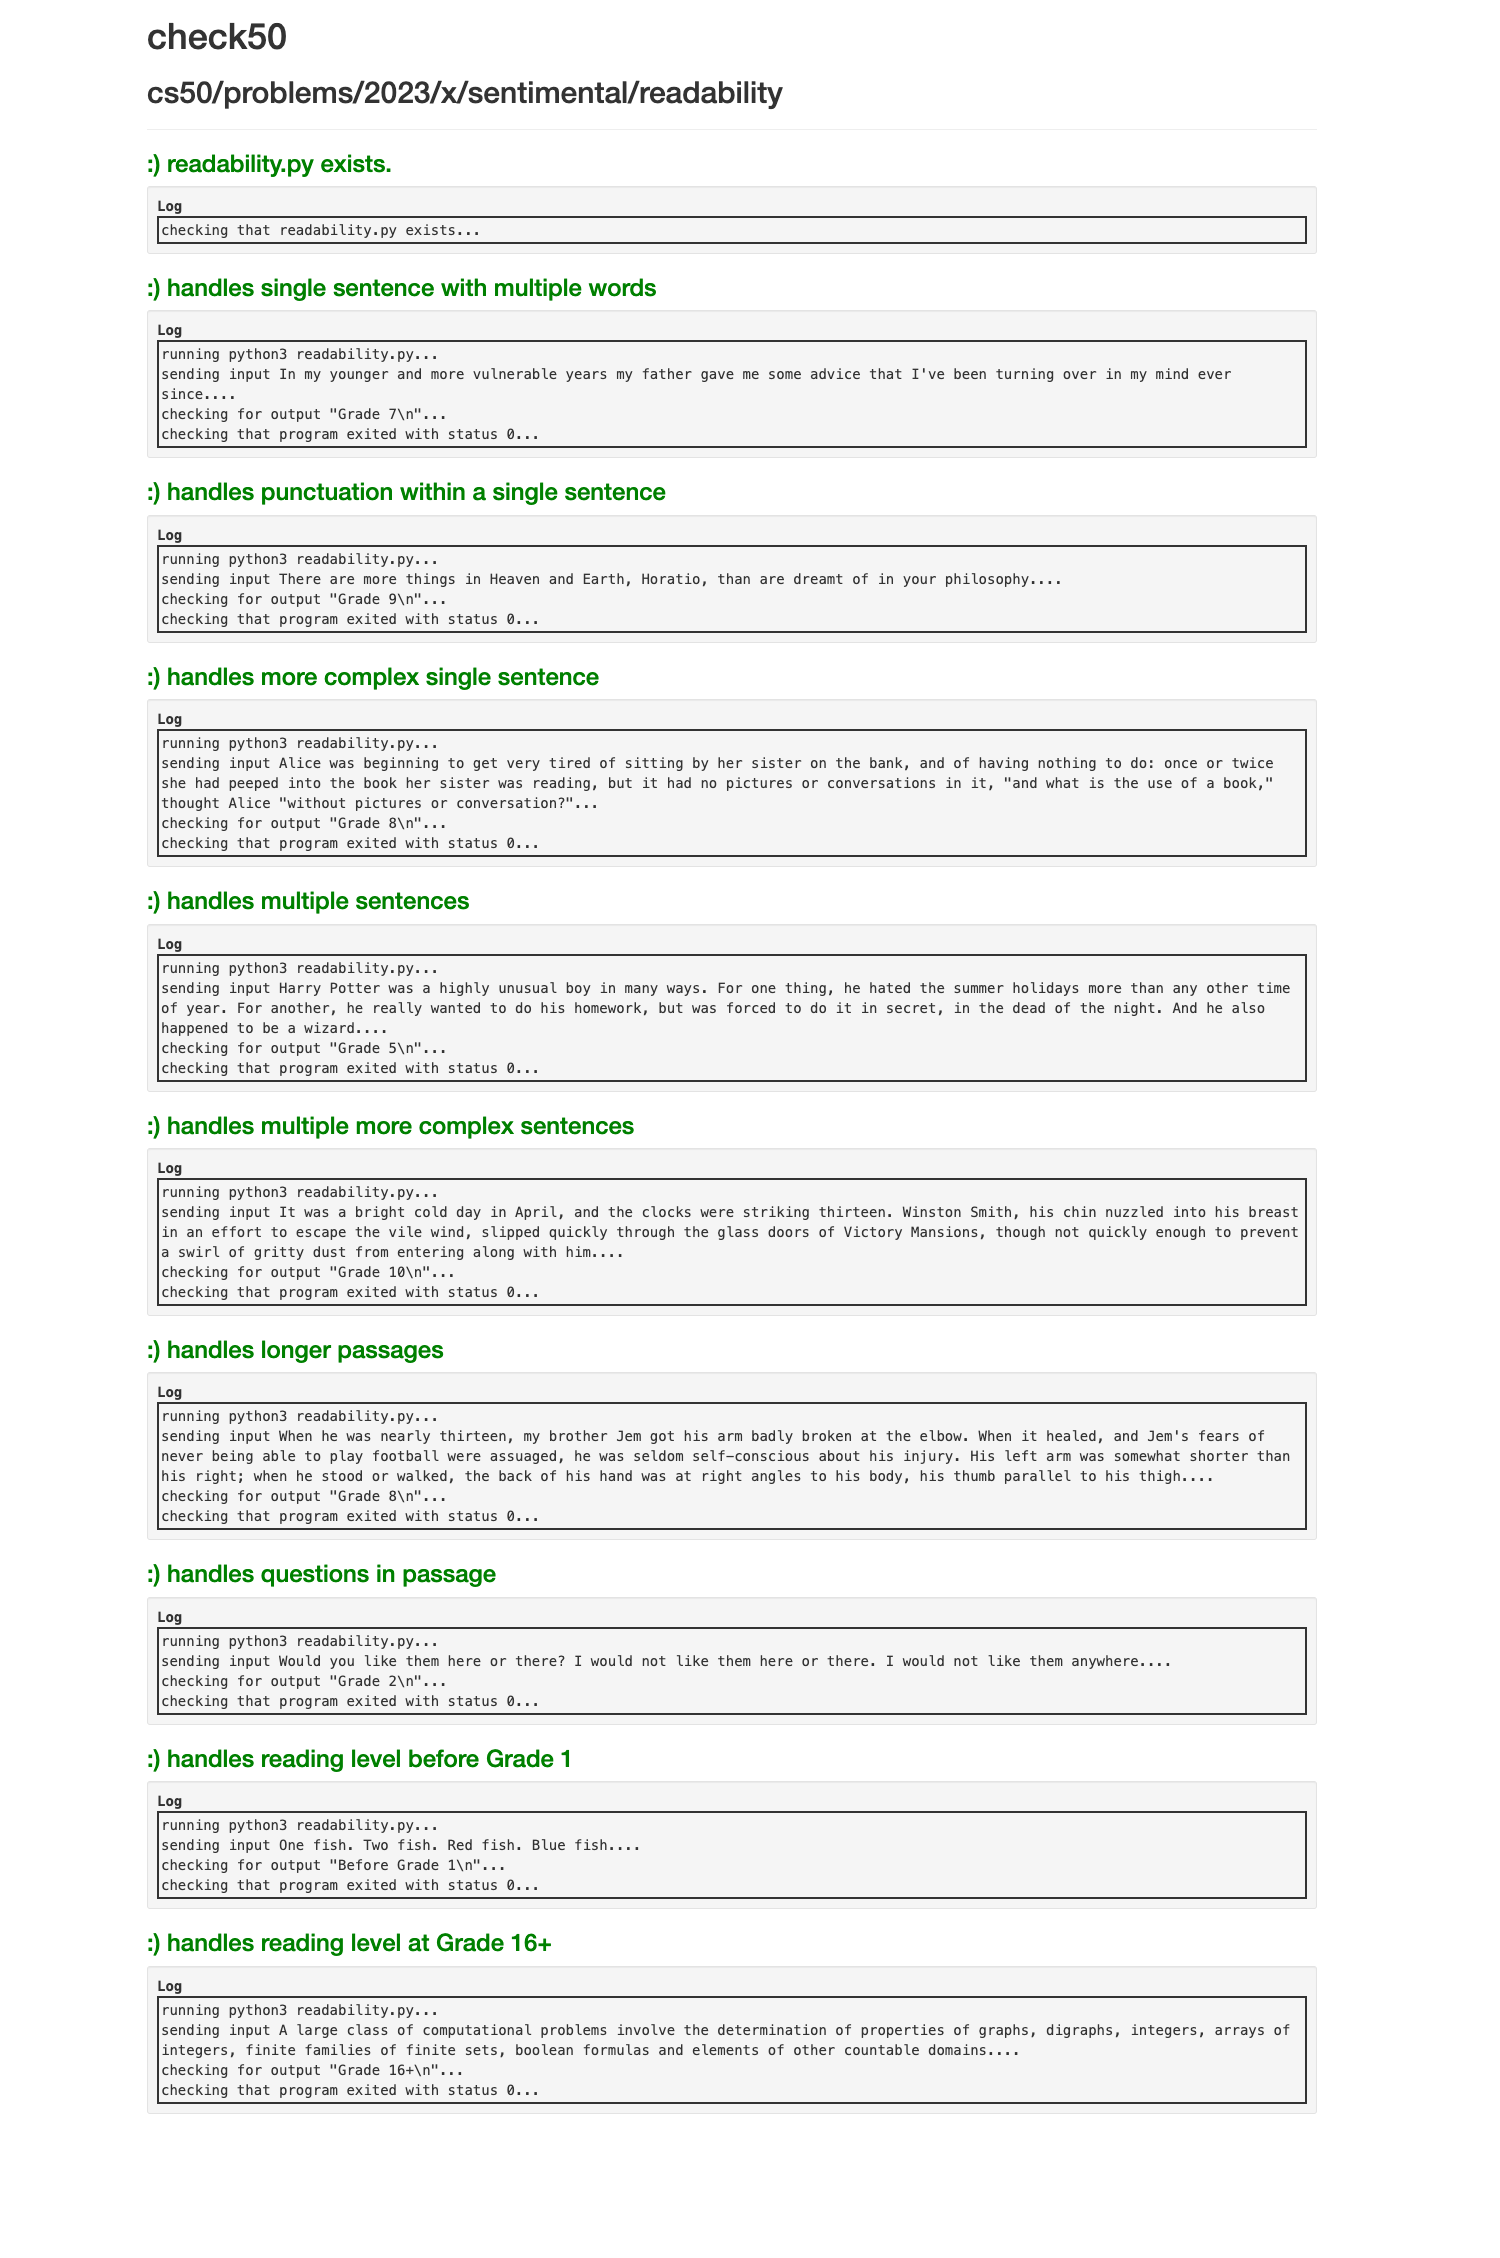 check50
cs50/problems/2023/x/sentimental/readability
:) readability.py exists.
Log
checking that readability.py exists...
:) handles single sentence with multiple words
Log
running python3 readability.py...
sending input In my younger and more vulnerable years my father gave me some advice that I've been turning over in my mind ever
since....
checking for output "Grade 7\n"...
checking that program exited with status 0...
:) handles punctuation within a single sentence
Log
running python3 readability.py...
sending input There are more things in Heaven and Earth, Horatio, than are dreamt of in your philosophy....
checking for output "Grade 9\n"...
checking that program exited with status 0...
:) handles more complex single sentence
Log
running python3 readability.py...
sending input Alice was beginning to get very tired of sitting by her sister on the bank, and of having nothing to do: once or twice
she had peeped into the book her sister was reading, but it had no pictures or conversations in it, "and what is the use of a book,"
thought Alice "without pictures or conversation?"...
checking for output "Grade 8\n"...
checking that program exited with status 0...
:) handles multiple sentences
Log
running python3 readability.py...
sending input Harry Potter was a highly unusual boy in many ways. For one thing, he hated the summer holidays more than any other time
of year. For another, he really wanted to do his homework, but was forced to do it in secret, in the dead of the night. And he also
happened to be a wizard....
checking for output "Grade 5\n"...
checking that program exited with status 0...
:) handles multiple more complex sentences
Log
running python3 readability.py...
sending input It was a bright cold day in April, and the clocks were striking thirteen. Winston Smith, his chin nuzzled into his breast
in an effort to escape the vile wind, slipped quickly through the glass doors of Victory Mansions, though not quickly enough to prevent
a swirl of gritty dust from entering along with him....
checking for output "Grade 10\n"...
checking that program exited with status 0...
:) handles longer passages
Log
running python3 readability.py...
sending input When he was nearly thirteen, my brother Jem got his arm badly broken at the elbow. When it healed, and Jem's fears of
never being able to play football were assuaged, he was seldom self-conscious about his injury. His left arm was somewhat shorter than
his right; when he stood or walked, the back of his hand was at right angles to his body, his thumb parallel to his thigh....
checking for output "Grade 8\n"...
checking that program exited with status 0...
:) handles questions in passage
Log
running python3 readability.py...
sending input Would you like them here or there? I would not like them here or there. I would not like them anywhere....
checking for output "Grade 2\n"...
checking that program exited with status 0...
:) handles reading level before Grade 1
Log
running python3 readability.py...
sending input One fish. Two fish. Red fish. Blue fish....
checking for output "Before Grade 1\n"...
checking that program exited with status 0...
:) handles reading level at Grade 16+
Log
running python3 readability.py...
sending input A large class of computational problems involve the determination of properties of graphs, digraphs, integers, arrays of
integers, finite families of finite sets, boolean formulas and elements of other countable domains....
checking for output "Grade 16+\n"...
checking that program exited with status 0...